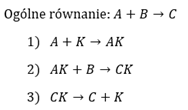 Ogólne równanie: A + B → C
1) A + K → AK
2) AK + B → CK
3) CK → C + K